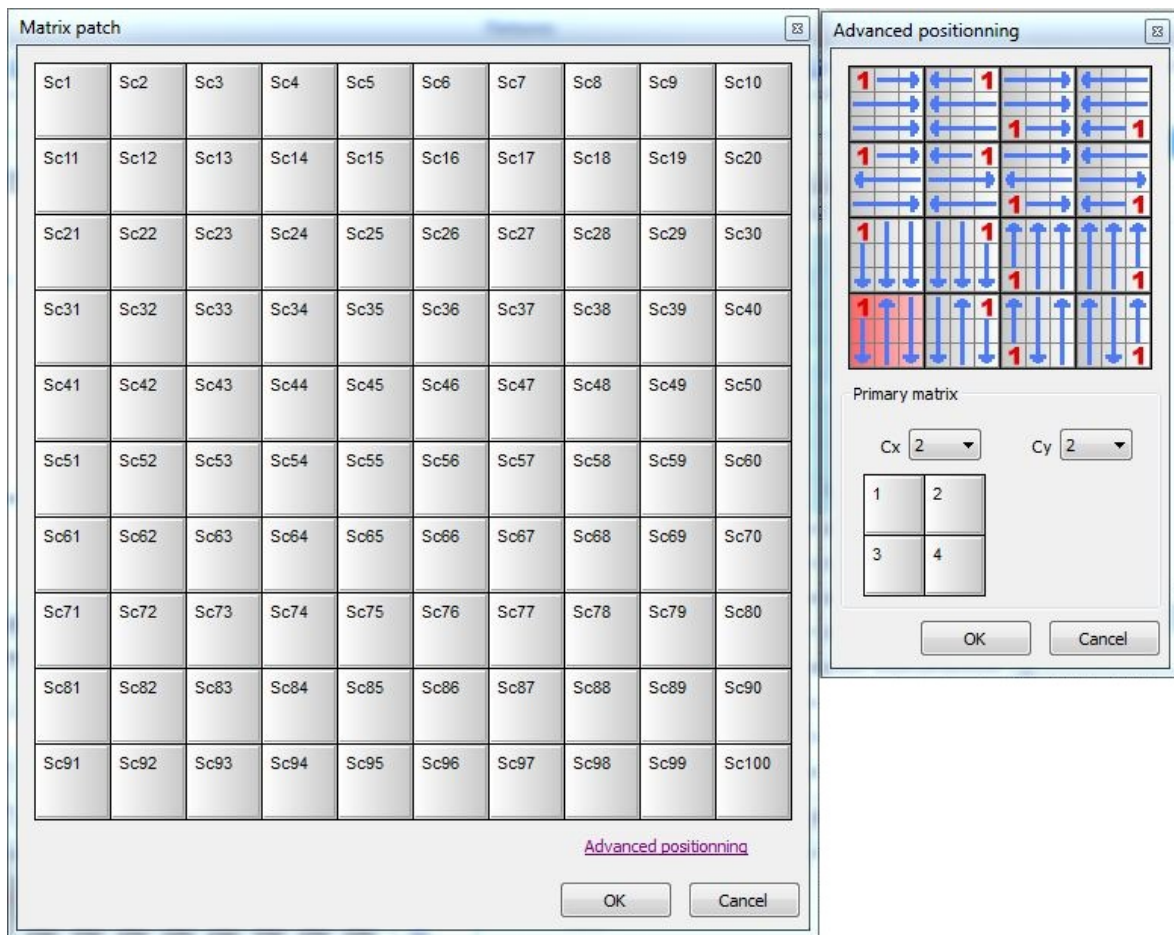 Matrix patch
Sc1 Sc2 Sc3 Sc4 Sc5 Sc6 Sc7 Sc8 Sc9 Sc10
Sc11 Sc12 Sc13 Sc14 Sc15 Sc16 Sc17 Sc18 Sc19 Sc20
Sc21 Sc22 Sc23 Sc24 Sc25 Sc26 Sc27 Sc28 Sc29 Sc30
Sc31 Sc32 Sc33 Sc34 Sc35 Sc36 Sc37 Sc38 Sc39 Sc40
Sc41 Sc42 Sc43 Sc44 Sc45 Sc46 Sc47 Sc48 Sc49 Sc50
Sc51 Sc52 Sc53 Sc54 Sc55 Sc56 Sc57 Sc58 Sc59 Sc60
Sc61 Sc62 Sc63 Sc64 Sc65 Sc66 Sc67 Sc68 Sc69 Sc70
Sc71 Sc72 Sc73 Sc74 Sc75 Sc76 Sc77 Sc78 Sc79 Sc80
Sc81 Sc82 Sc83 Sc84 Sc85 Sc86 Sc87 Sc88 Sc89 Sc90
Sc91 Sc92 Sc93 Sc94 Sc95 Sc96 Sc97 Sc98 Sc99 Sc100
Advanced positionning
OK Cancel
Advanced positionning
1 1
1 1
1 1
1 1
1 1
1 1
1 1
1 1
Primary matrix
Cx 2 Cy 2
1 2
3 4
OK Cancel